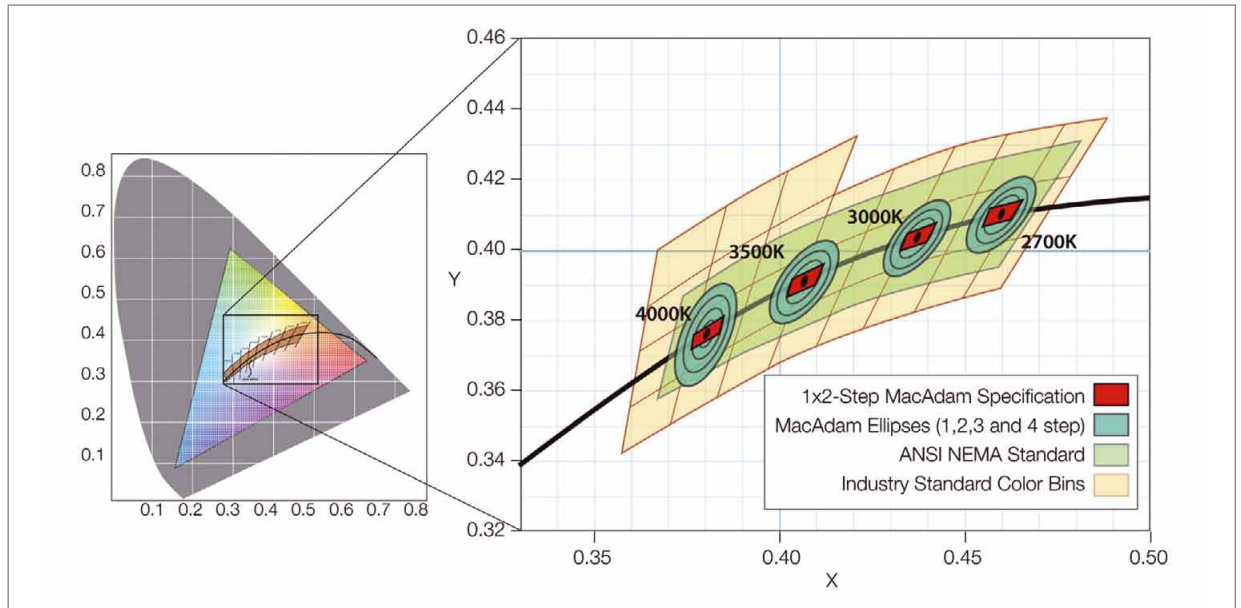 0.8
0.7
0.6
0.5
0.4
0.3
0.2
0.1
0.1 0.2 0.3 0.4 0.5 0.6 0.7 0.8
0.46
0.44
0.42
0.40
0.38
0.36
0.34
0.32
Y
4000K
3500K
3000K
2700K
1x2-Step MacAdam Specification
MacAdam Ellipses (1,2,3 and 4 step)
ANSI NEMA Standard
Industry Standard Color Bins
0.35 0.40 0.45 0.50
X